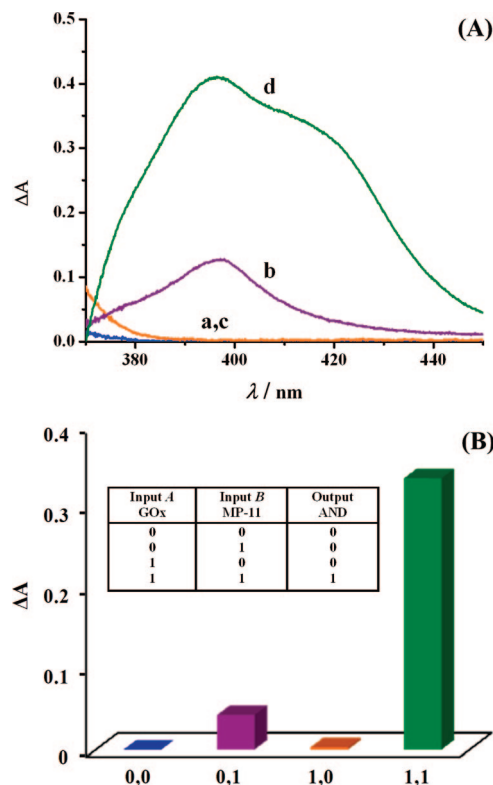 (A)
0.5
0.4
0.3
0.2
0.1
0.0
ΔA
d
b
a,c
380 400 420 440
λ / nm
(B)
0.4
0.3
0.2
0.1
0
ΔA
Input A Input B Output
GOx MP-11 AND
0 0 0
0 1 0
1 0 0
1 1 1
0,0 0,1 1,0 1,1